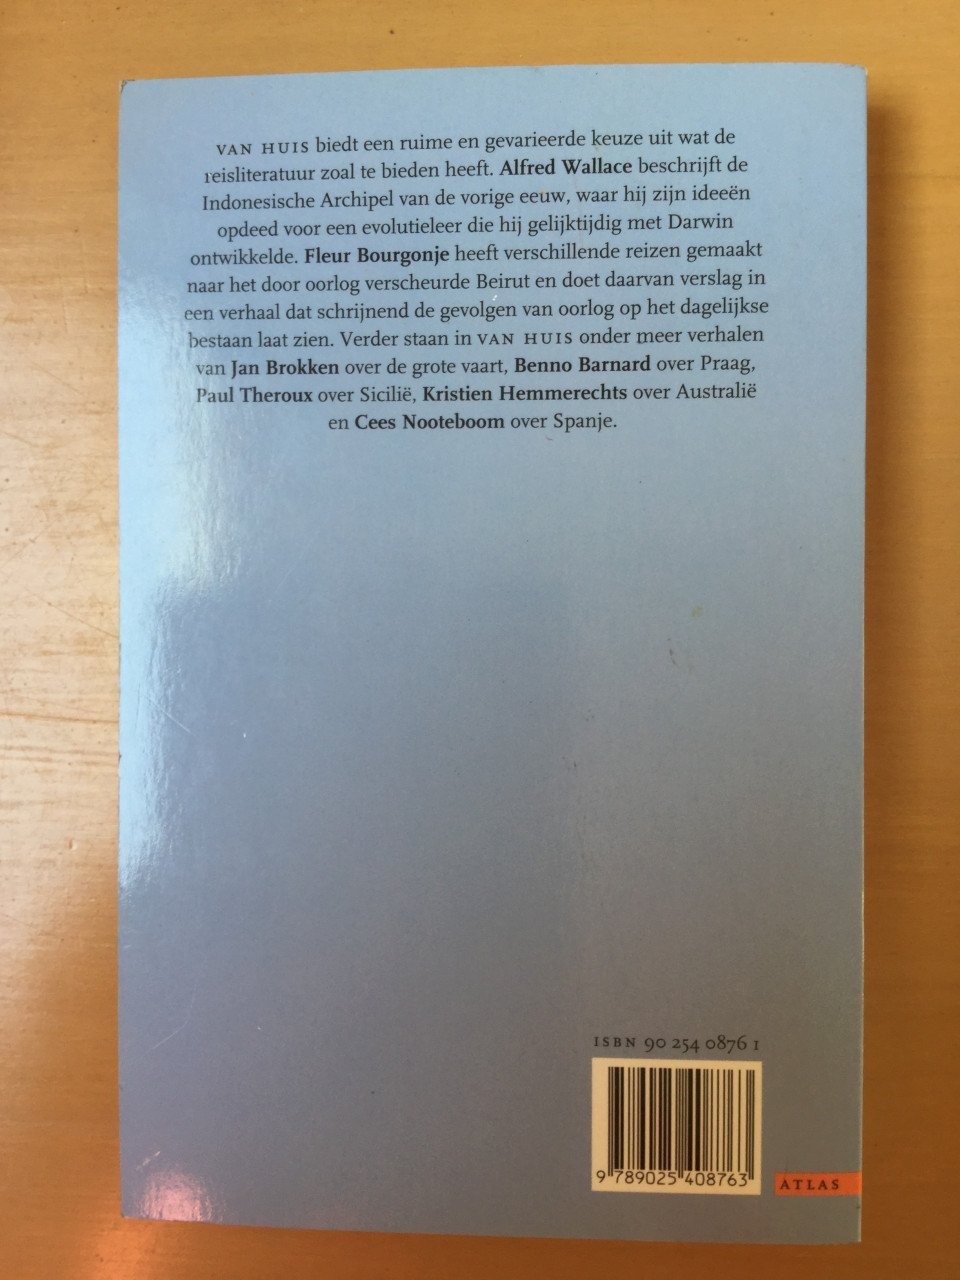 VAN HUIS biedt een ruime en gevarieerde keuze uit wat de
reisliteratuur zoal te bieden heeft. Alfred Wallace beschrijft de
Indonesische Archipel van de vorige eeuw, waar hij zijn ideeën
opdeed voor een evolutieleer die hij gelijktijdig met Darwin
ontwikkelde. Fleur Bourgonje heeft verschillende reizen gemaakt
naar het door oorlog verscheurde Beirut en doet daarvan verslag in
een verhaal dat schrijnend de gevolgen van oorlog op het dagelijkse
bestaan laat zien. Verder staan in VAN HUIS onder meer verhalen
van Jan Brokken over de grote vaart, Benno Barnard over Praag,
Paul Theroux over Sicilië, Kristien Hemmerechts over Australië
en Cees Nooteboom over Spanje.
ISBN 90 254 0876 1
9 789025 408763
ATLAS